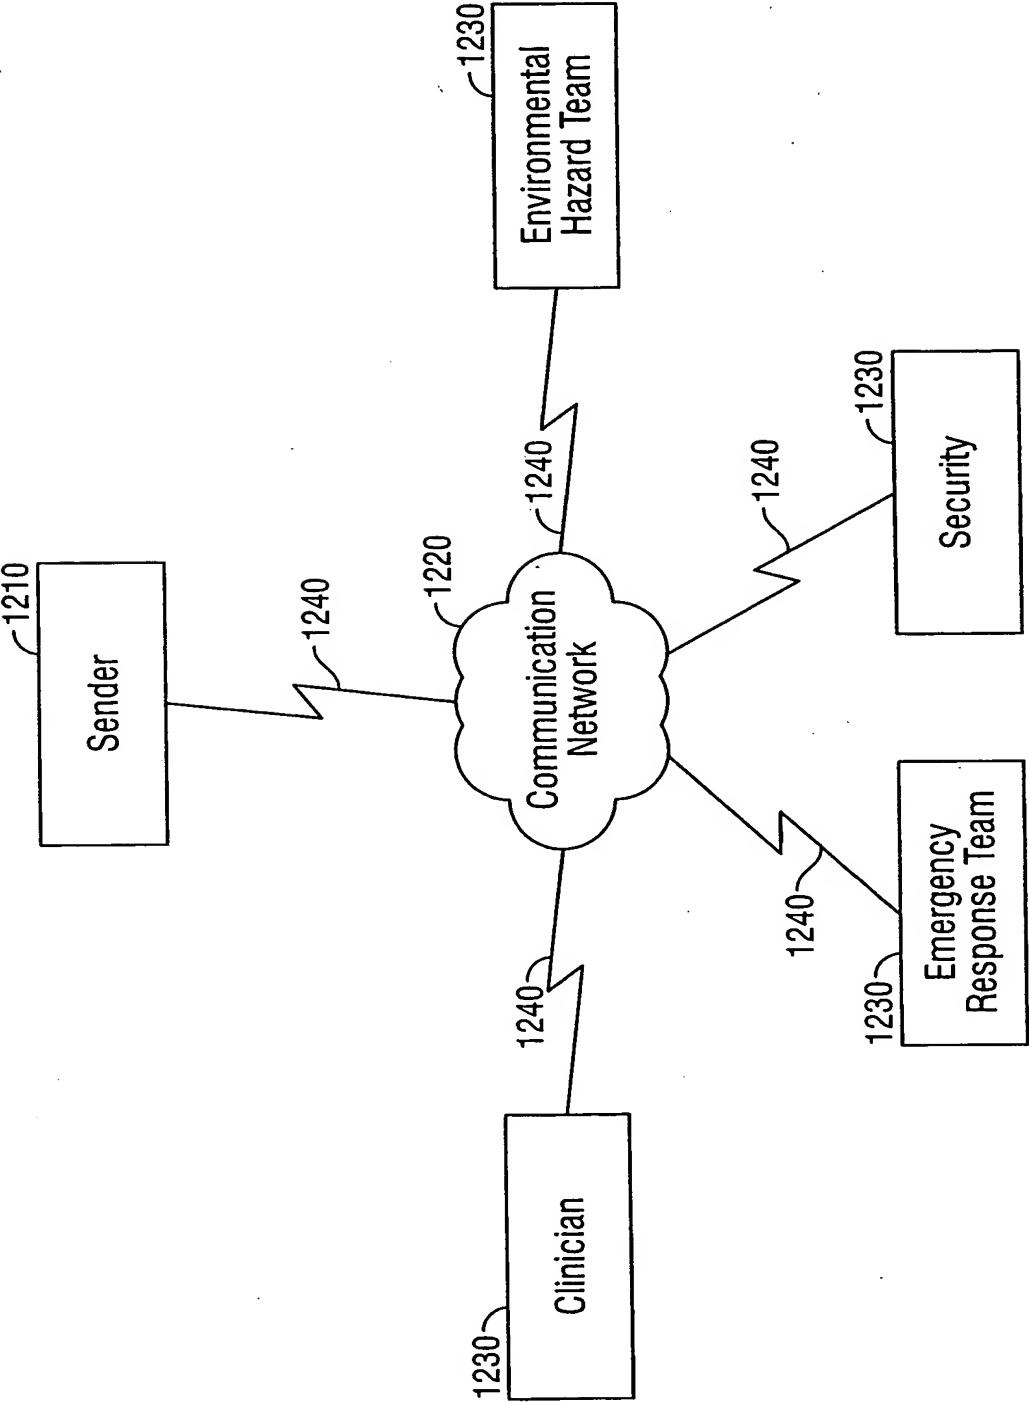 1210
Sender
1240
1230
Clinician
1240
1220
Communication
Network
1240
1230
Environmental
Hazard Team
1230
Emergency
Response Team
1240
1240
1230
Security